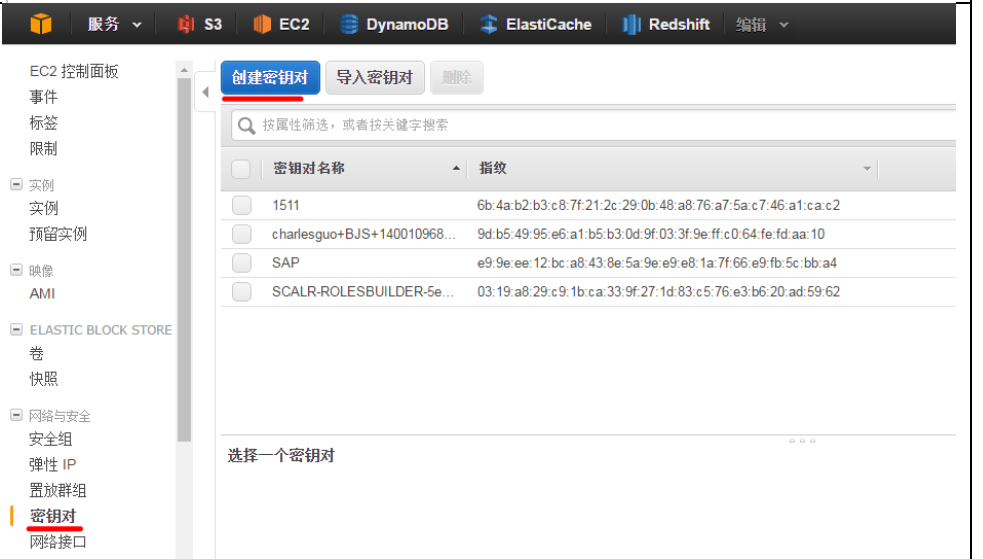 服务 S3 EC2 DynamoDB ElastiCache Redshift 编辑
EC2 控制面板
事件
标签
限制
实例
实例
预留实例
映像
AMI
ELASTIC BLOCK STORE
卷
快照
网络与安全
安全组
弹性 IP
置放群组
密钥对
网络接口
创建密钥对 导入密钥对 删除
按属性筛选，或者按关键字搜索
密钥对名称 指纹
1511 6b:4a:b2:b3:c8:7f:21:2c:29:0b:48:a8:76:a7:5a:c7:46:a1:ca:c2
charlesguo+BJS+140010968... 9d:b5:49:95:e6:a1:b5:b3:0d:9f:03:3f:9e:ff:c0:64:fe:fd:aa:10
SAP e9:9e:ee:12:bc:a8:43:8e:5a:9e:e9:e8:1a:7f:66:e9:fb:5c:bb:a4
SCALR-ROLESBUILDER-5e... 03:19:a8:29:c9:1b:ca:33:9f:27:1d:83:c5:76:e3:b6:20:ad:59:62
选择一个密钥对